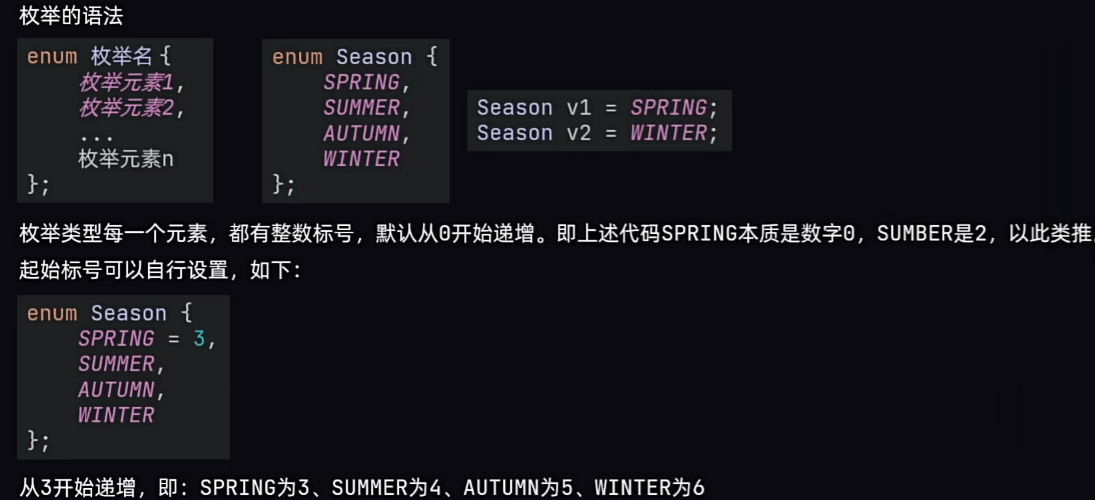 枚举的语法
enum 枚举名 {
枚举元素1,
枚举元素2,
...
枚举元素n
};
enum Season {
SPRING,
SUMMER,
AUTUMN,
WINTER
};
Season v1 = SPRING;
Season v2 = WINTER;
枚举类型每一个元素，都有整数标号，默认从0开始递增。即上述代码SPRING本质是数字0，SUMBER是2，以此类推.
起始标号可以自行设置，如下：
enum Season {
SPRING = 3,
SUMMER,
AUTUMN,
WINTER
};
从3开始递增，即：SPRING为3、SUMMER为4、AUTUMN为5、WINTER为6